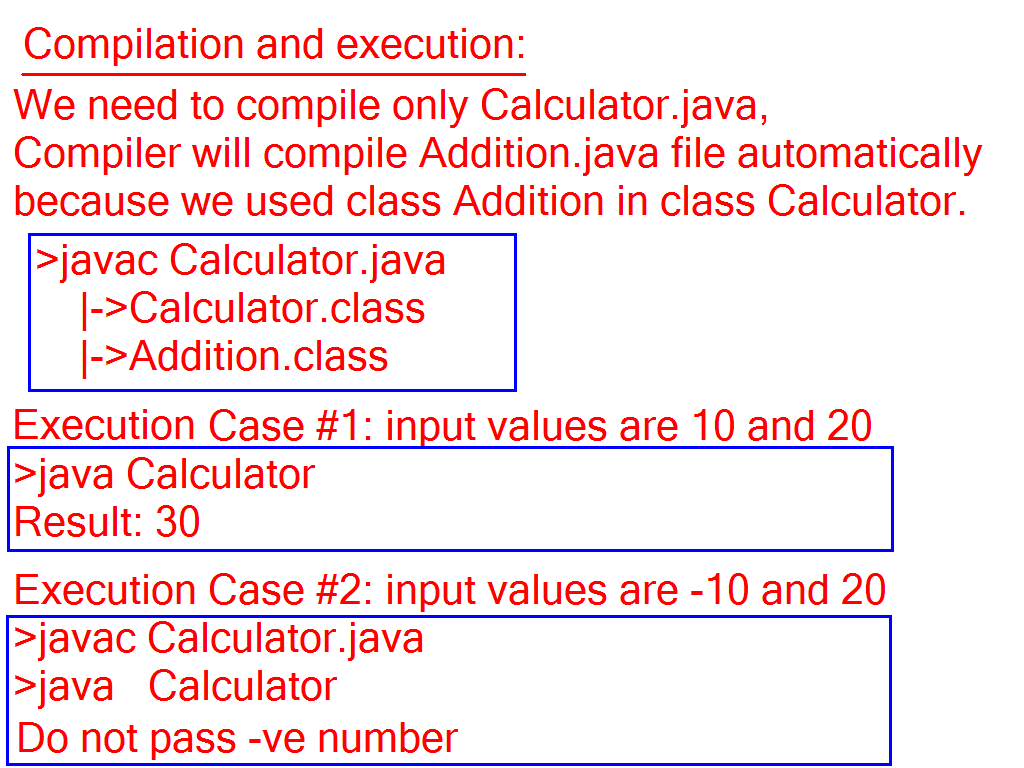 Compilation and execution:
We need to compile only Calculator.java,
Compiler will compile Addition.java file automatically
because we used class Addition in class Calculator.
>javac Calculator.java
|->Calculator.class
|->Addition.class
Execution Case #1: input values are 10 and 20
>java Calculator
Result: 30
Execution Case #2: input values are -10 and 20
>javac Calculator.java
>java   Calculator
Do not pass -ve number